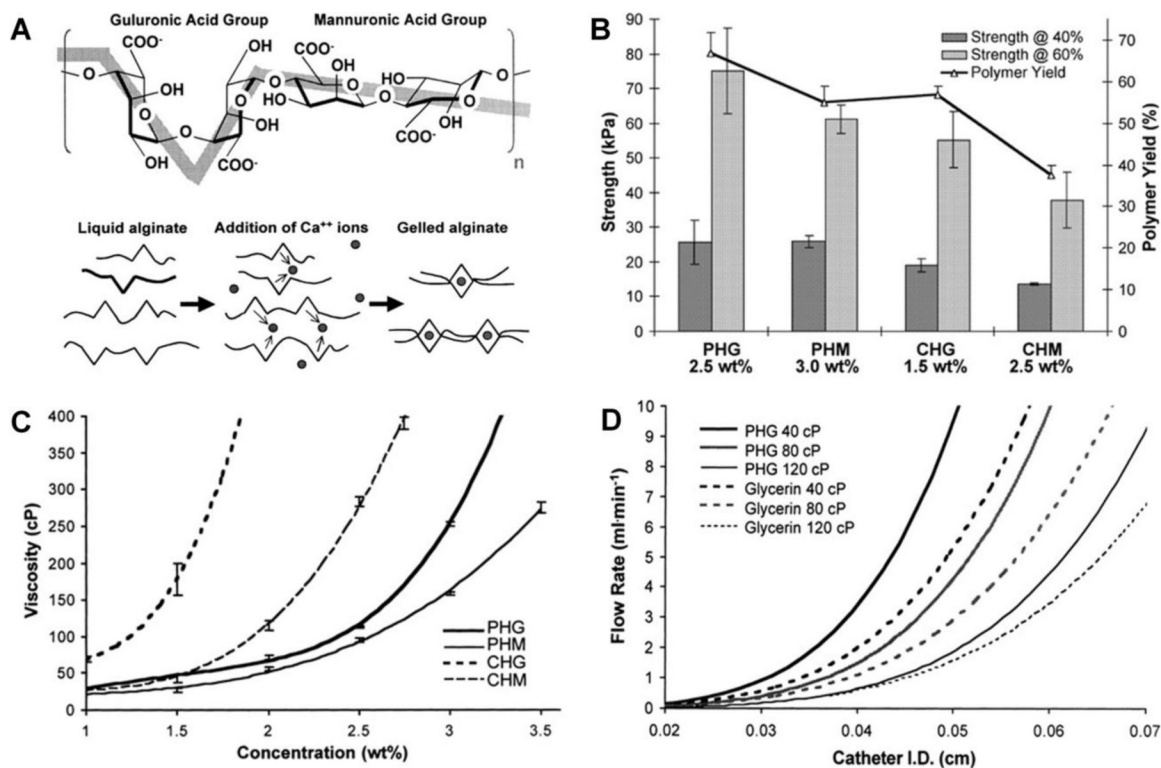 A
Guluronic Acid Group
Mannuronic Acid Group
COO⁻
OH
COO⁻
O
O
O
O
O
O
OH
O
OH
HO
OH
HO
O
O
HO
O
OH
O
O
OH
OH
COO⁻
HO
COO⁻
n
Liquid alginate
Addition of Ca⁺⁺ ions
Gelled alginate
B
Strength @ 40%
Strength @ 60%
Polymer Yield
Strength (kPa)
90
80
70
60
50
40
30
20
10
0
Polymer Yield (%)
70
60
50
40
30
20
10
0
PHG
2.5 wt%
PHM
3.0 wt%
CHG
1.5 wt%
CHM
2.5 wt%
C
Viscosity (cP)
400
350
300
250
200
150
100
50
0
PHG
PHM
CHG
CHM
1
1.5
2
2.5
3
3.5
Concentration (wt%)
D
Flow Rate (ml·min⁻¹)
10
9
8
7
6
5
4
3
2
1
0
PHG 40 cP
PHG 80 cP
PHG 120 cP
Glycerin 40 cP
Glycerin 80 cP
Glycerin 120 cP
0.02
0.03
0.04
0.05
0.06
0.07
Catheter I.D. (cm)